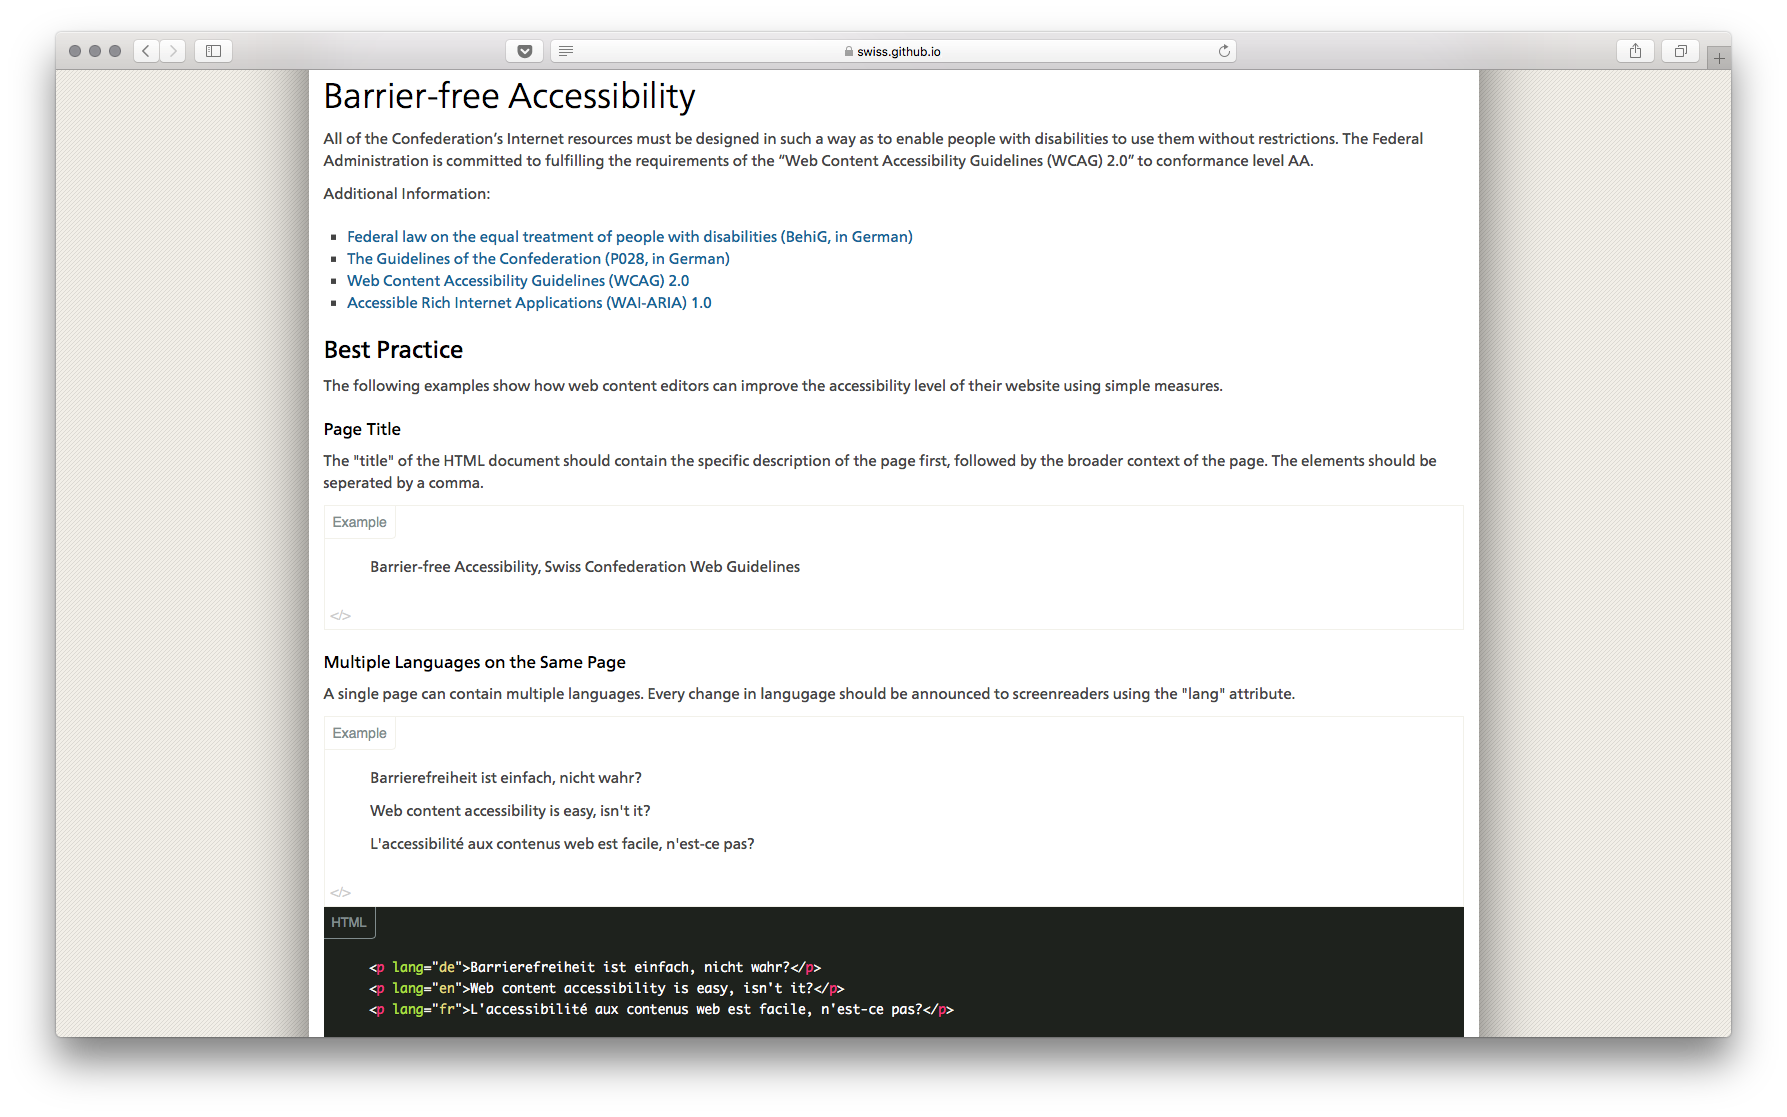 swiss.github.io
Barrier-free Accessibility
All of the Confederation’s Internet resources must be designed in such a way as to enable people with disabilities to use them without restrictions. The Federal
Administration is committed to fulfilling the requirements of the “Web Content Accessibility Guidelines (WCAG) 2.0” to conformance level AA.
Additional Information:
Federal law on the equal treatment of people with disabilities (BehiG, in German)
The Guidelines of the Confederation (P028, in German)
Web Content Accessibility Guidelines (WCAG) 2.0
Accessible Rich Internet Applications (WAI-ARIA) 1.0
Best Practice
The following examples show how web content editors can improve the accessibility level of their website using simple measures.
Page Title
The "title" of the HTML document should contain the specific description of the page first, followed by the broader context of the page. The elements should be
seperated by a comma.
Example
Barrier-free Accessibility, Swiss Confederation Web Guidelines
</>
Multiple Languages on the Same Page
A single page can contain multiple languages. Every change in langugage should be announced to screenreaders using the "lang" attribute.
Example
Barrierefreiheit ist einfach, nicht wahr?
Web content accessibility is easy, isn't it?
L'accessibilité aux contenus web est facile, n'est-ce pas?
</>
HTML
<p lang="de">Barrierefreiheit ist einfach, nicht wahr?</p>
<p lang="en">Web content accessibility is easy, isn't it?</p>
<p lang="fr">L'accessibilité aux contenus web est facile, n'est-ce pas?</p>